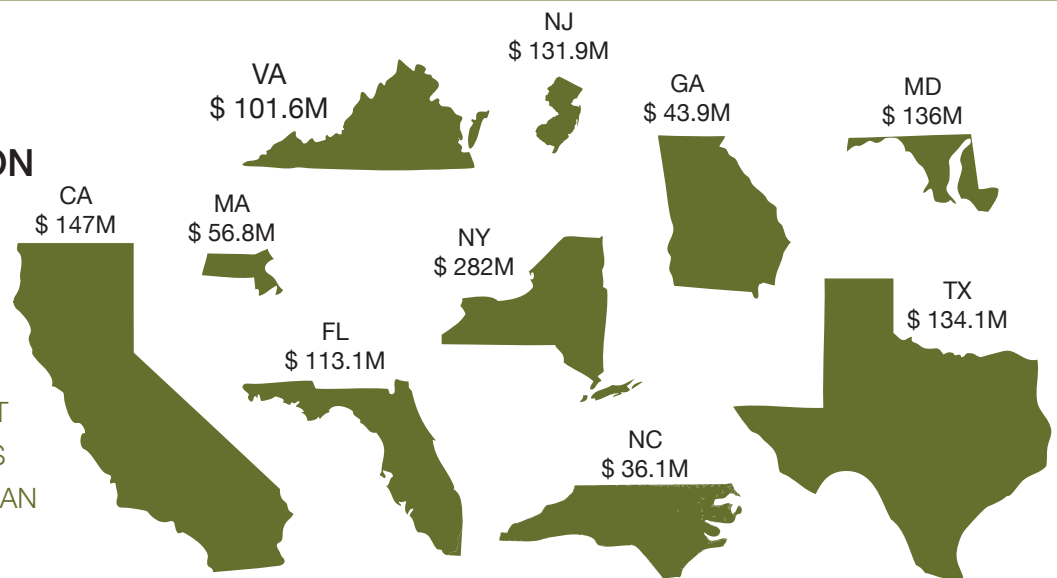 NJ
$ 131.9M
VA
$ 101.6M
GA
$ 43.9M
MD
$ 136M
ON
CA
$ 147M
MA
$ 56.8M
NY
$ 282M
TX
$ 134.1M
FL
$ 113.1M
T
S
AN
NC
$ 36.1M